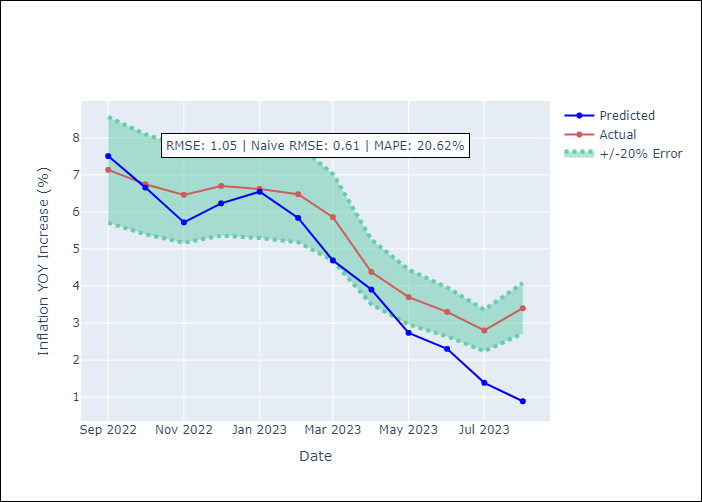 RMSE: 1.05 | Naive RMSE: 0.61 | MAPE: 20.62%
Predicted
Actual
+/-20% Error
Inflation YOY Increase (%)
8
7
6
5
4
3
2
1
Sep 2022 Nov 2022 Jan 2023 Mar 2023 May 2023 Jul 2023
Date